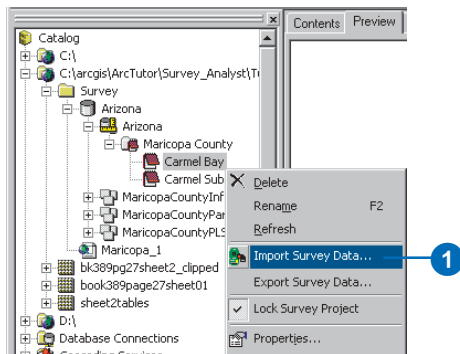 Contents Preview
Catalog
C:\
C:\arcgis\ArcTutor\Survey_Analyst\T
Survey
Arizona
Arizona
Maricopa County
Carmel Bay
Carmel Sub
MaricopaCountyInf
MaricopaCountyPar
MaricopaCountyPLS
Maricopa_1
bk389pg27sheet2_clipped
book389page27sheet01
sheet2tables
D:\
Database Connections
Delete
Rename F2
Refresh
Import Survey Data...
Export Survey Data...
Lock Survey Project
Properties...
1